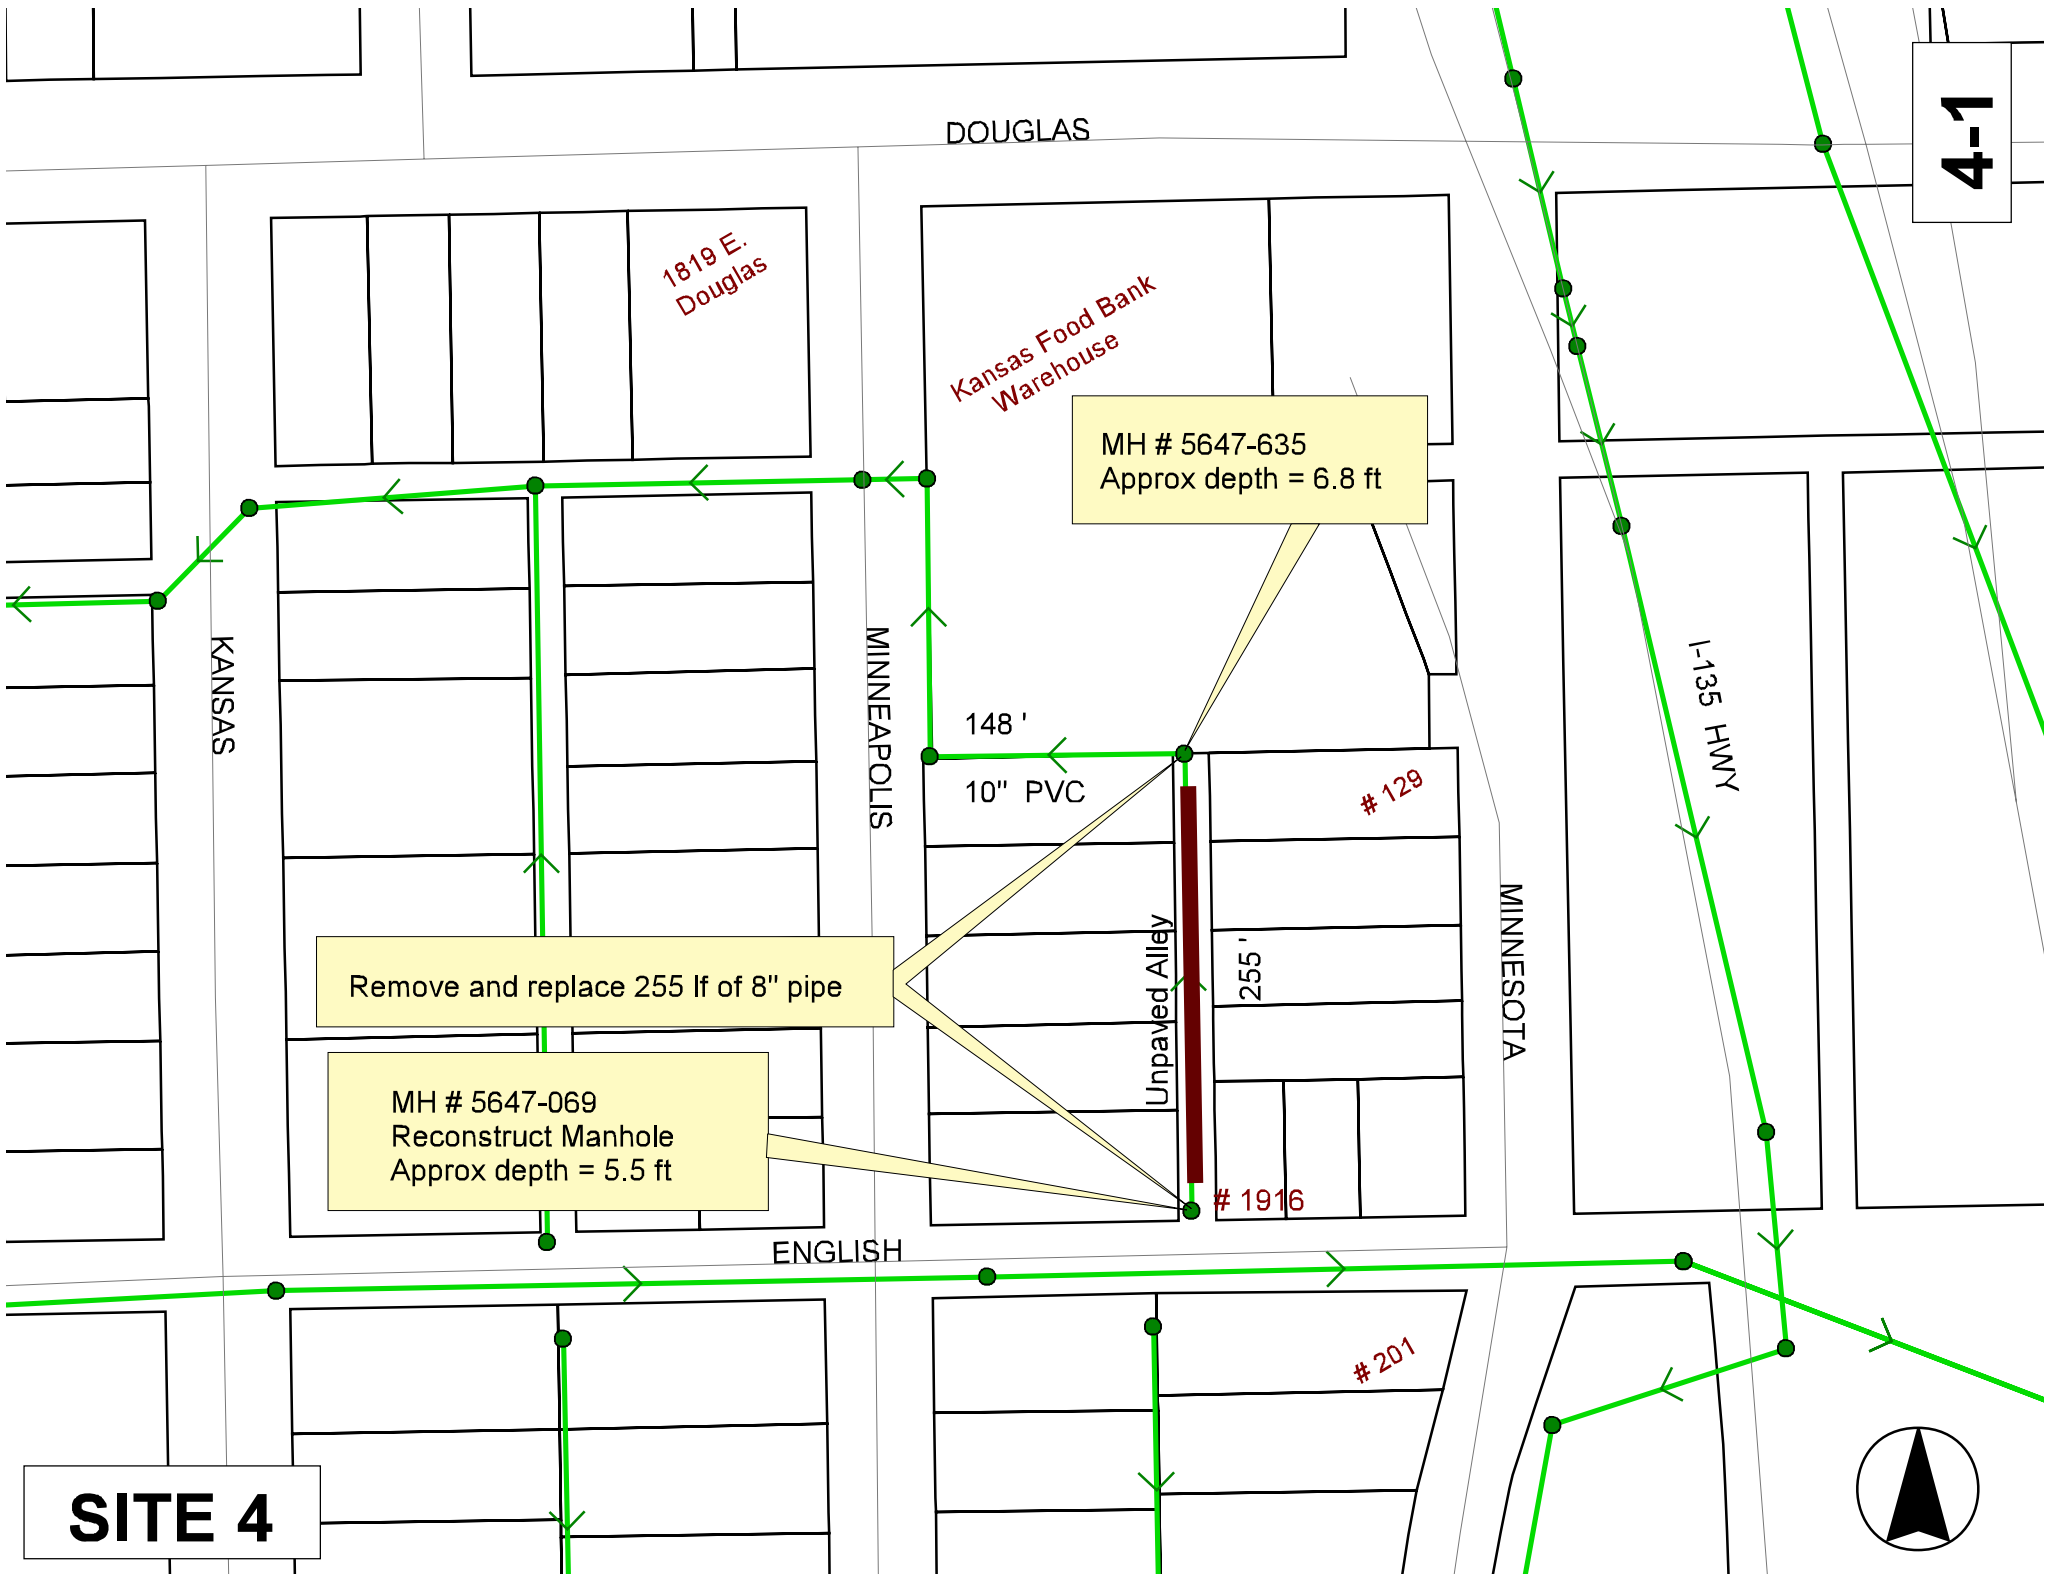 DOUGLAS
4-1
1819 E.
Douglas
Kansas Food Bank
Warehouse
MH # 5647-635
Approx depth = 6.8 ft
KANSAS
MINNEAPOLIS
I-135 HWY
148 '
10" PVC
# 129
MINNESOTA
Unpaved Alley
255 '
Remove and replace 255 lf of 8" pipe
MH # 5647-069
Reconstruct Manhole
Approx depth = 5.5 ft
# 1916
ENGLISH
# 201
SITE 4